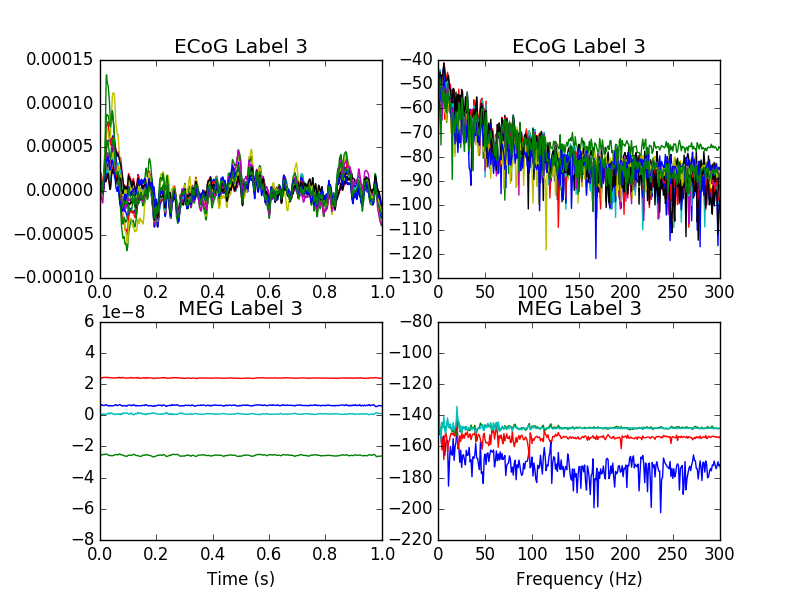 ECoG Label 3
0.00015
0.00010
0.00005
0.00000
−0.00005
−0.00010
0.0 0.2 0.4 0.6 0.8 1.0
ECoG Label 3
−40
−50
−60
−70
−80
−90
−100
−110
−120
−130
0 50 100 150 200 250 300
1e−8
MEG Label 3
6
4
2
0
−2
−4
−6
−8
0.0 0.2 0.4 0.6 0.8 1.0
Time (s)
MEG Label 3
−80
−100
−120
−140
−160
−180
−200
−220
0 50 100 150 200 250 300
Frequency (Hz)